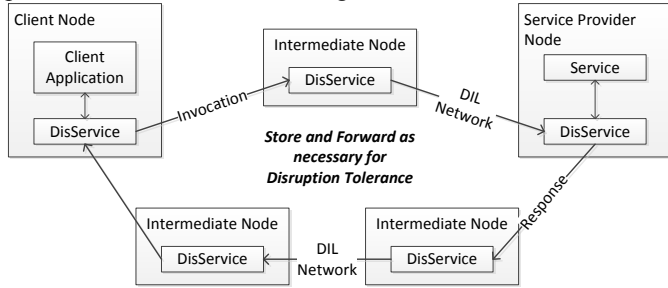 Client Node
Client
Application
DisService
Invocation
Intermediate Node
DisService
DIL
Network
Service Provider
Node
Service
DisService
Store and Forward as
necessary for
Disruption Tolerance
Response
Intermediate Node
DisService
DIL
Network
Intermediate Node
DisService